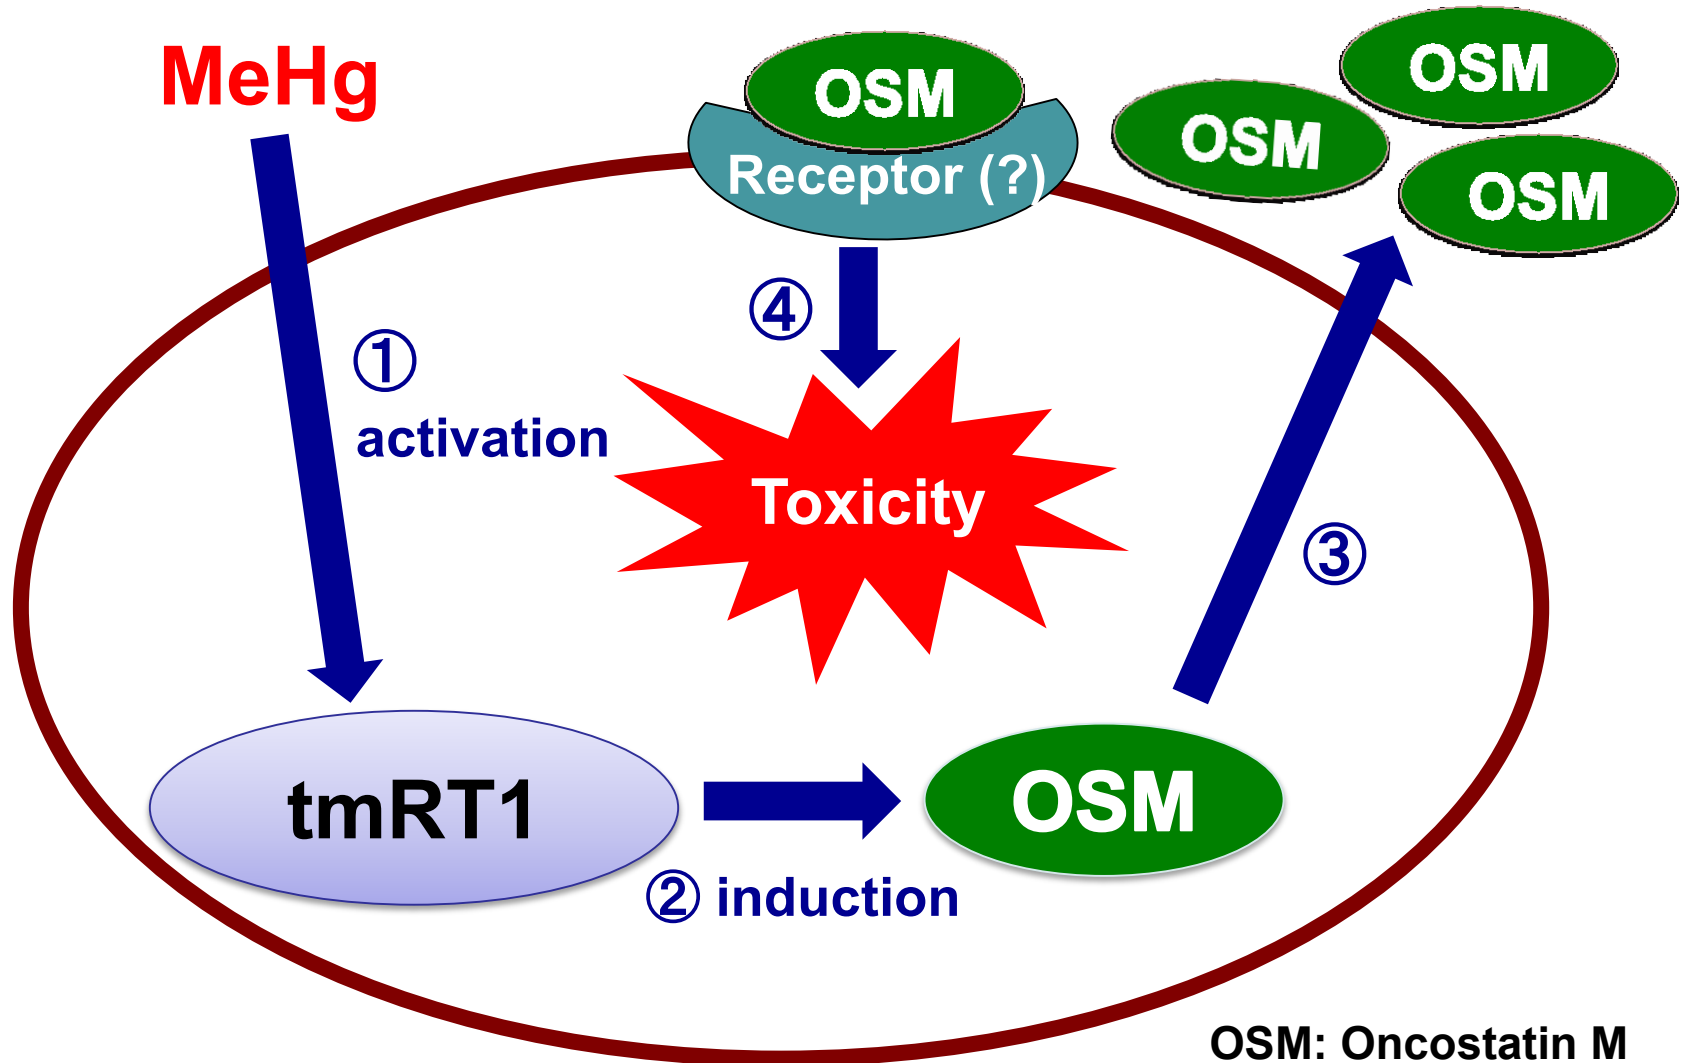 MeHg
OSM
Receptor (?)
OSM
OSM
OSM
①
activation
④
Toxicity
③
tmRT1
OSM
② induction
OSM: Oncostatin M